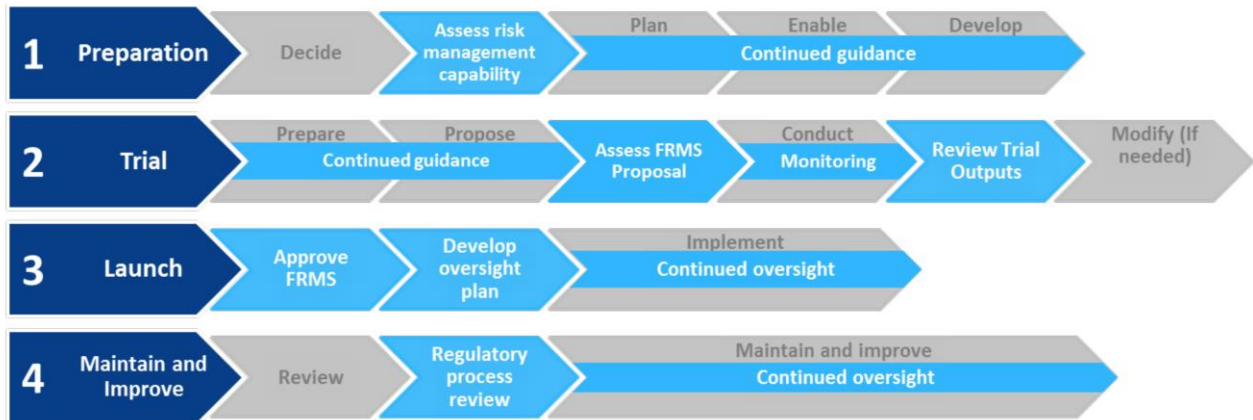 1 Preparation
Decide
Assess risk
management
capability
Plan Enable Develop
Continued guidance
2 Trial
Prepare Propose
Continued guidance
Assess FRMS
Proposal
Conduct
Monitoring
Review Trial
Outputs
Modify (If
needed)
3 Launch
Approve
FRMS
Develop
oversight
plan
Implement
Continued oversight
4 Maintain and
Improve
Review
Regulatory
process
review
Maintain and improve
Continued oversight